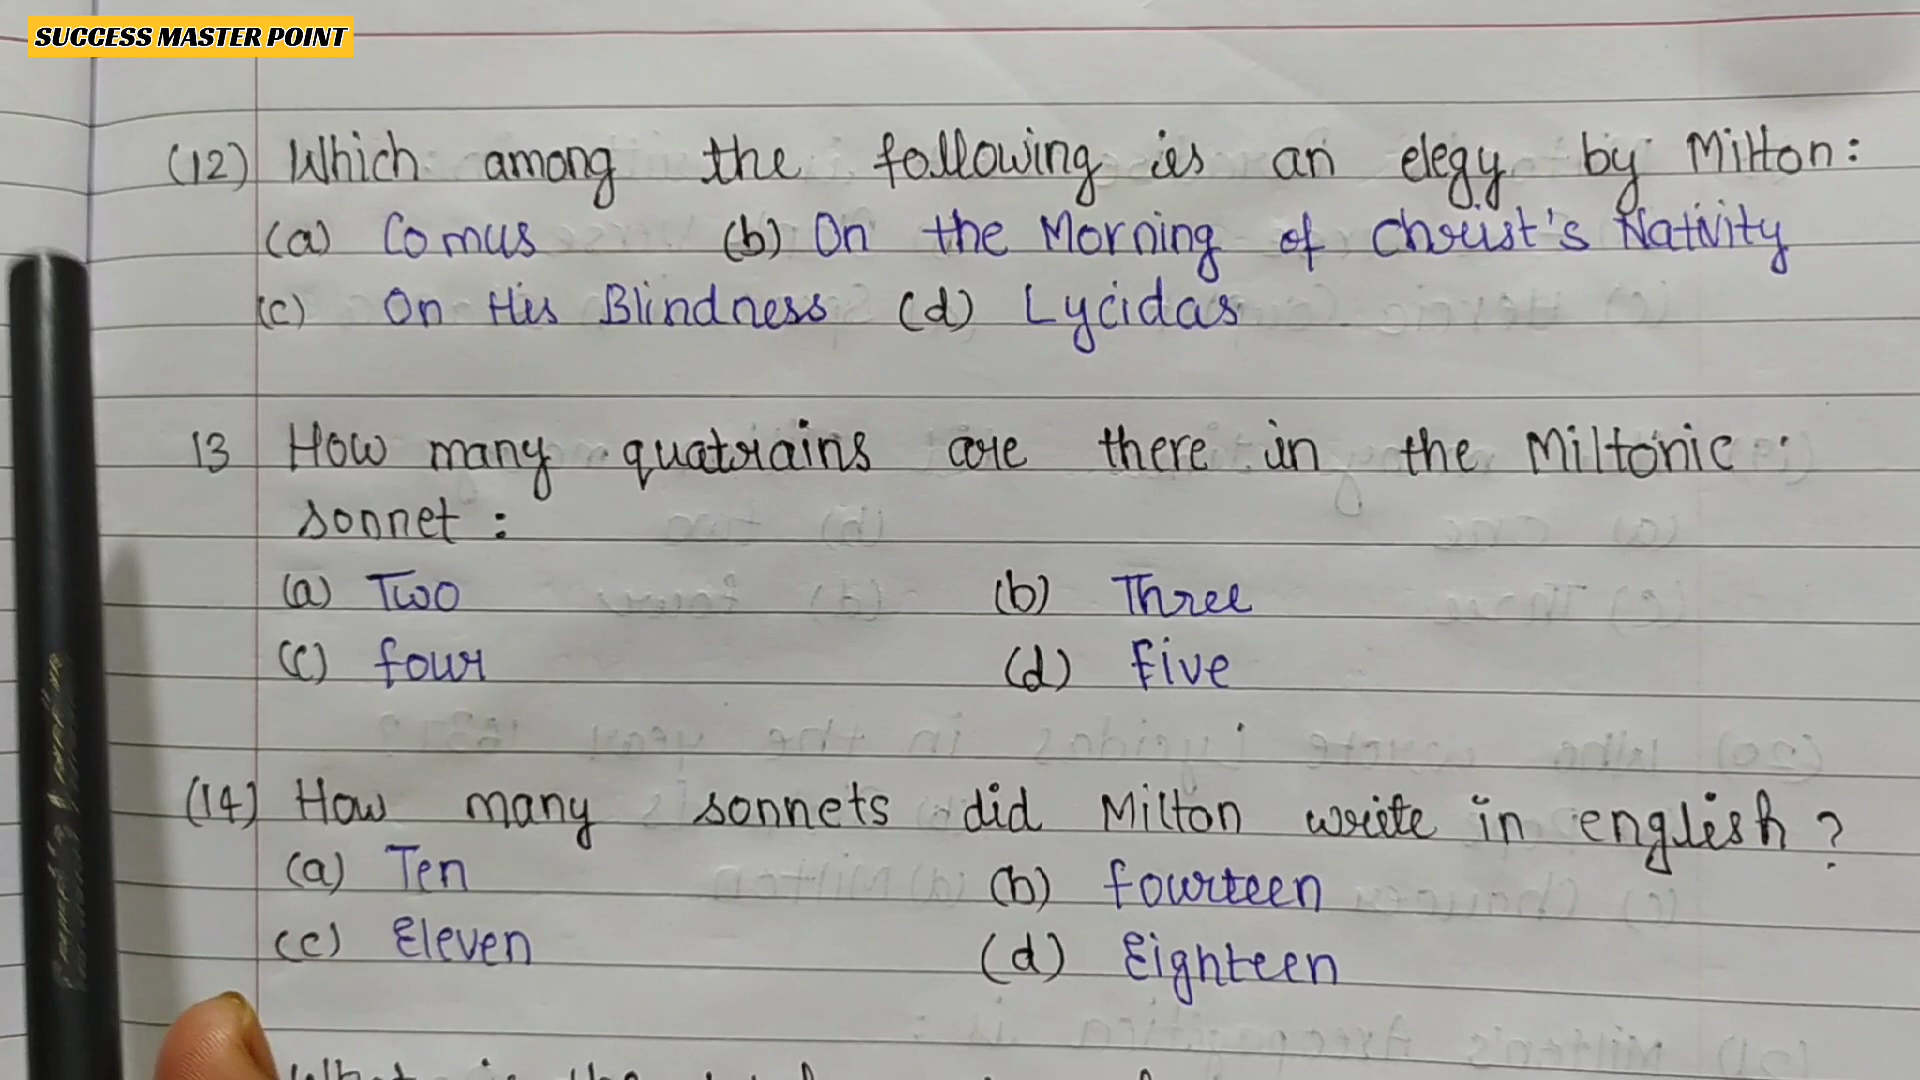 SUCCESS MASTER POINT
(12) Which among the following is an elegy by Milton:
(a) Comus (b) On the Morning of Christ's Nativity
(c) On His Blindness (d) Lycidas
13 How many quatrains are there in the Miltonic
sonnet:
(a) Two (b) Three
(c) four (d) Five
(14) How many sonnets did Milton write in english?
(a) Ten (b) fourteen
(c) Eleven (d) Eighteen